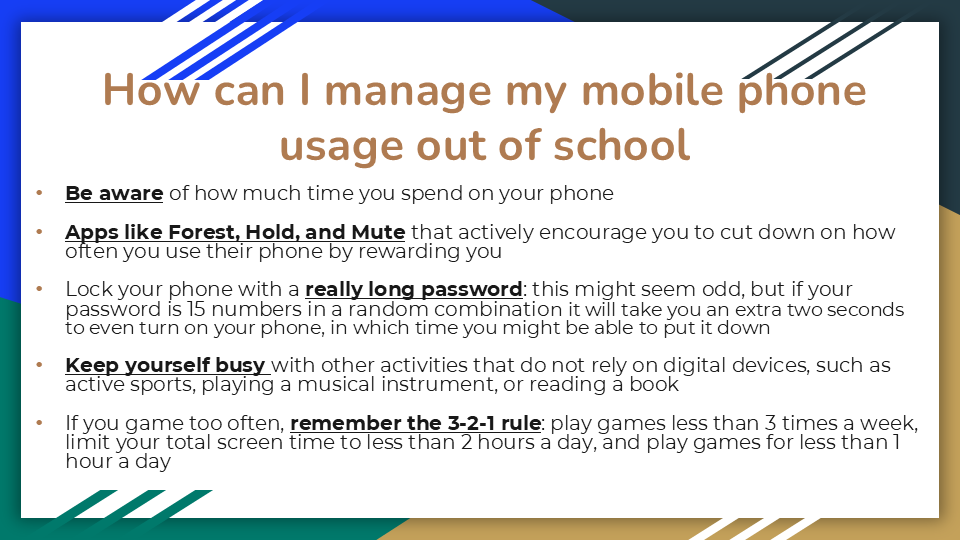 How can I manage my mobile phone
usage out of school
• Be aware of how much time you spend on your phone
• Apps like Forest, Hold, and Mute that actively encourage you to cut down on how
often you use their phone by rewarding you
• Lock your phone with a really long password: this might seem odd, but if your
password is 15 numbers in a random combination it will take you an extra two seconds
to even turn on your phone, in which time you might be able to put it down
• Keep yourself busy with other activities that do not rely on digital devices, such as
active sports, playing a musical instrument, or reading a book
• If you game too often, remember the 3-2-1 rule: play games less than 3 times a week,
limit your total screen time to less than 2 hours a day, and play games for less than 1
hour a day